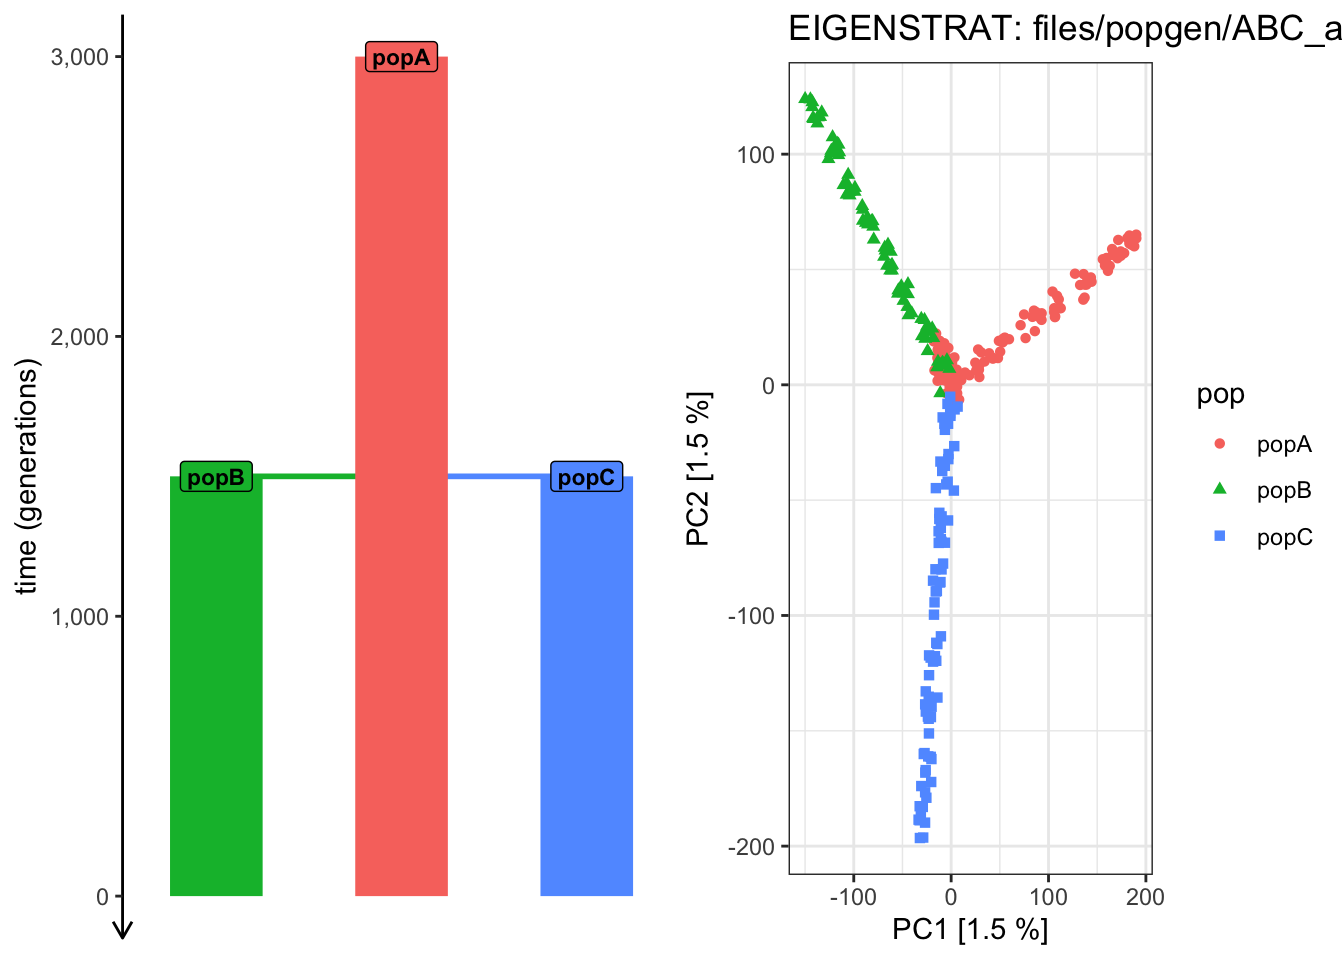 time (generations)
3,000
2,000
1,000
0
popA
popB
popC
EIGENSTRAT: files/popgen/ABC_a
PC2 [1.5 %]
100
0
-100
-200
-100
0
100
200
PC1 [1.5 %]
pop
popA
popB
popC